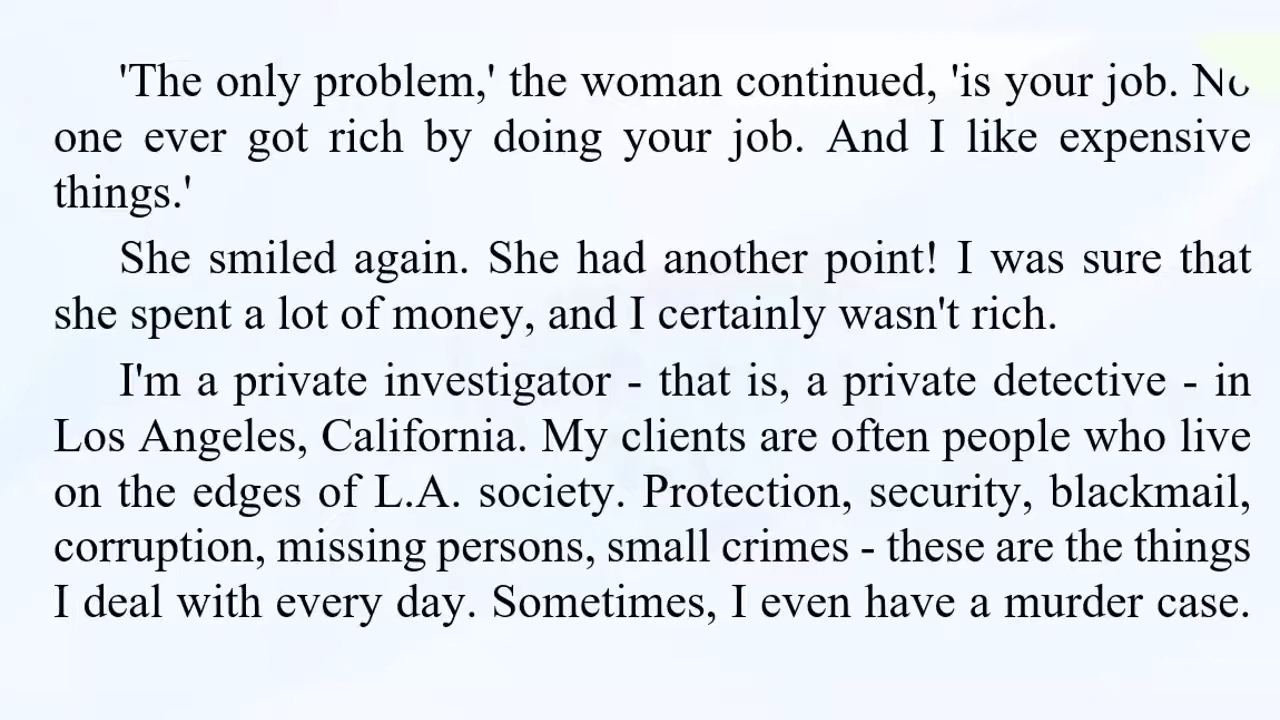 'The only problem,' the woman continued, 'is your job. No
one ever got rich by doing your job. And I like expensive
things.'
She smiled again. She had another point! I was sure that
she spent a lot of money, and I certainly wasn't rich.
I'm a private investigator - that is, a private detective - in
Los Angeles, California. My clients are often people who live
on the edges of L.A. society. Protection, security, blackmail,
corruption, missing persons, small crimes - these are the things
I deal with every day. Sometimes, I even have a murder case.